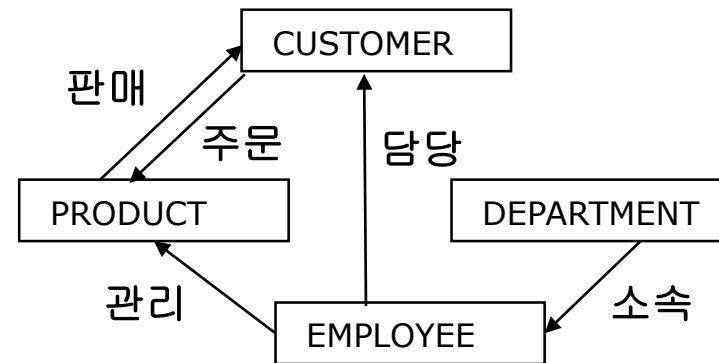 CUSTOMER
판매
주문
담당
PRODUCT
DEPARTMENT
관리
소속
EMPLOYEE